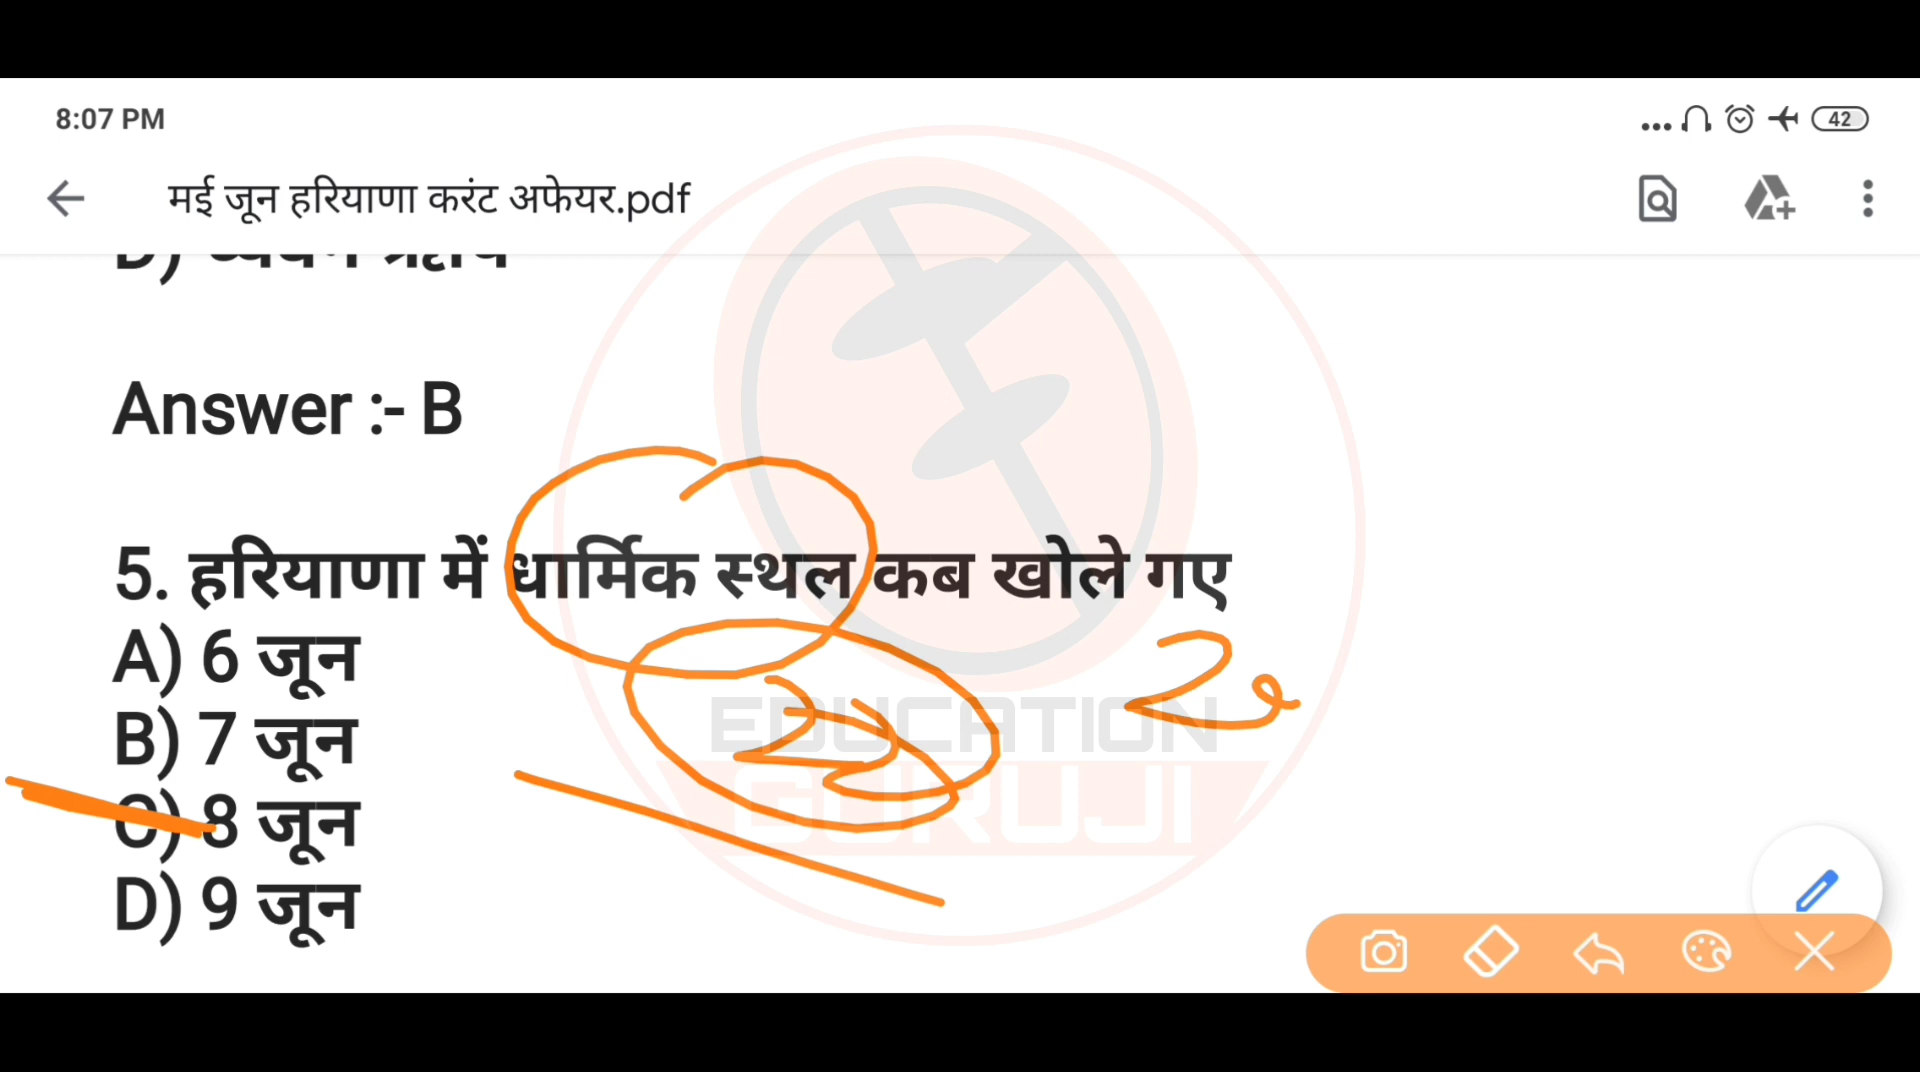 8:07 PM
42
मई जून हरियाणा करंट अफेयर.pdf
Answer :- B
5. हरियाणा में धार्मिक स्थल कब खोले गए
A) 6 जून
B) 7 जून
C) 8 जून
D) 9 जून
EDUCATION
GURUJI